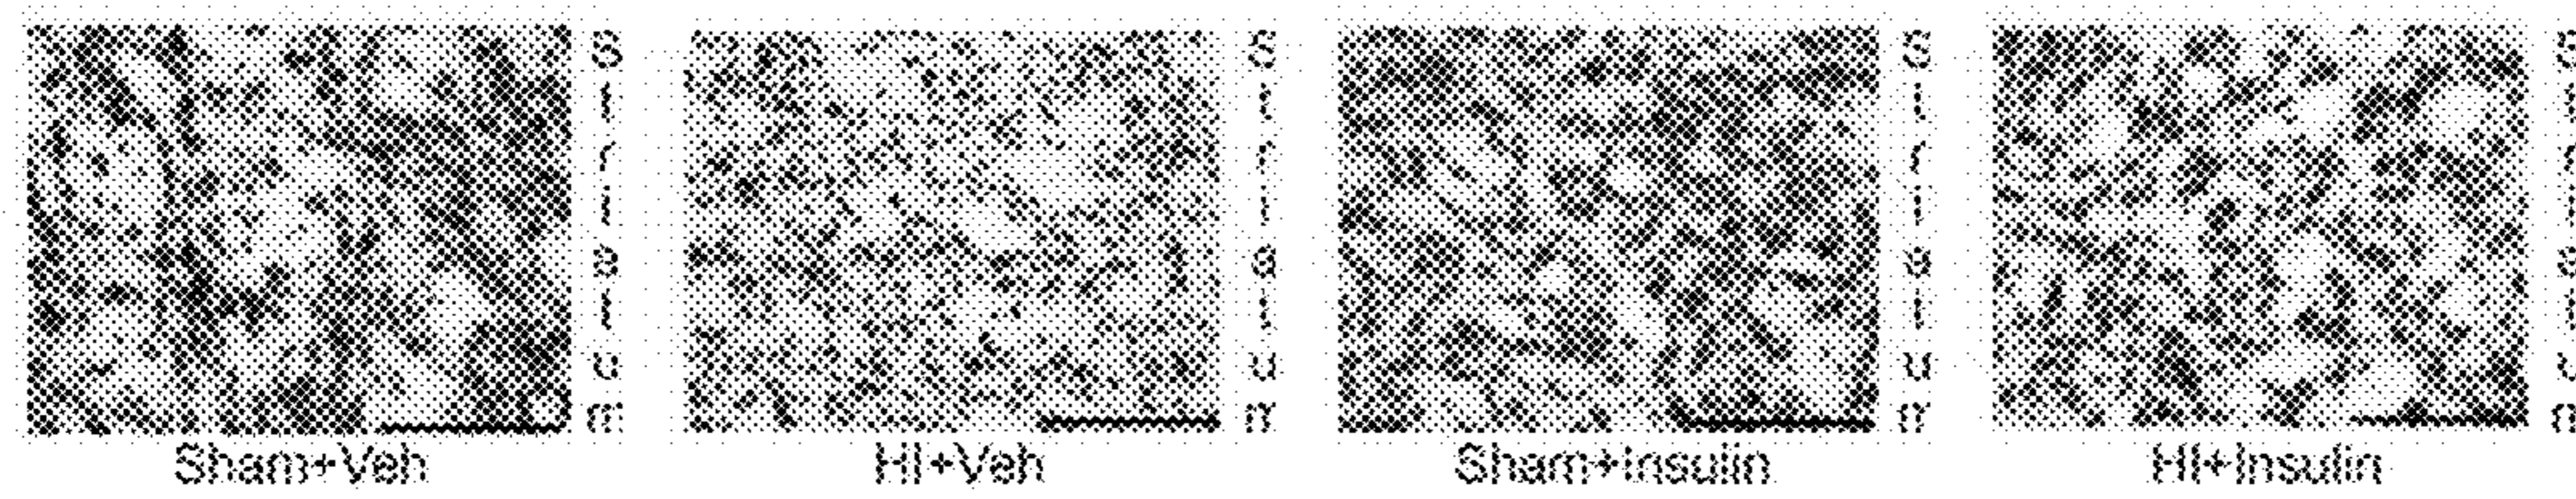 Striatum
Striatum
Striatum
Striatum
Sham+Veh
HI+Veh
Sham+Insulin
HI+Insulin